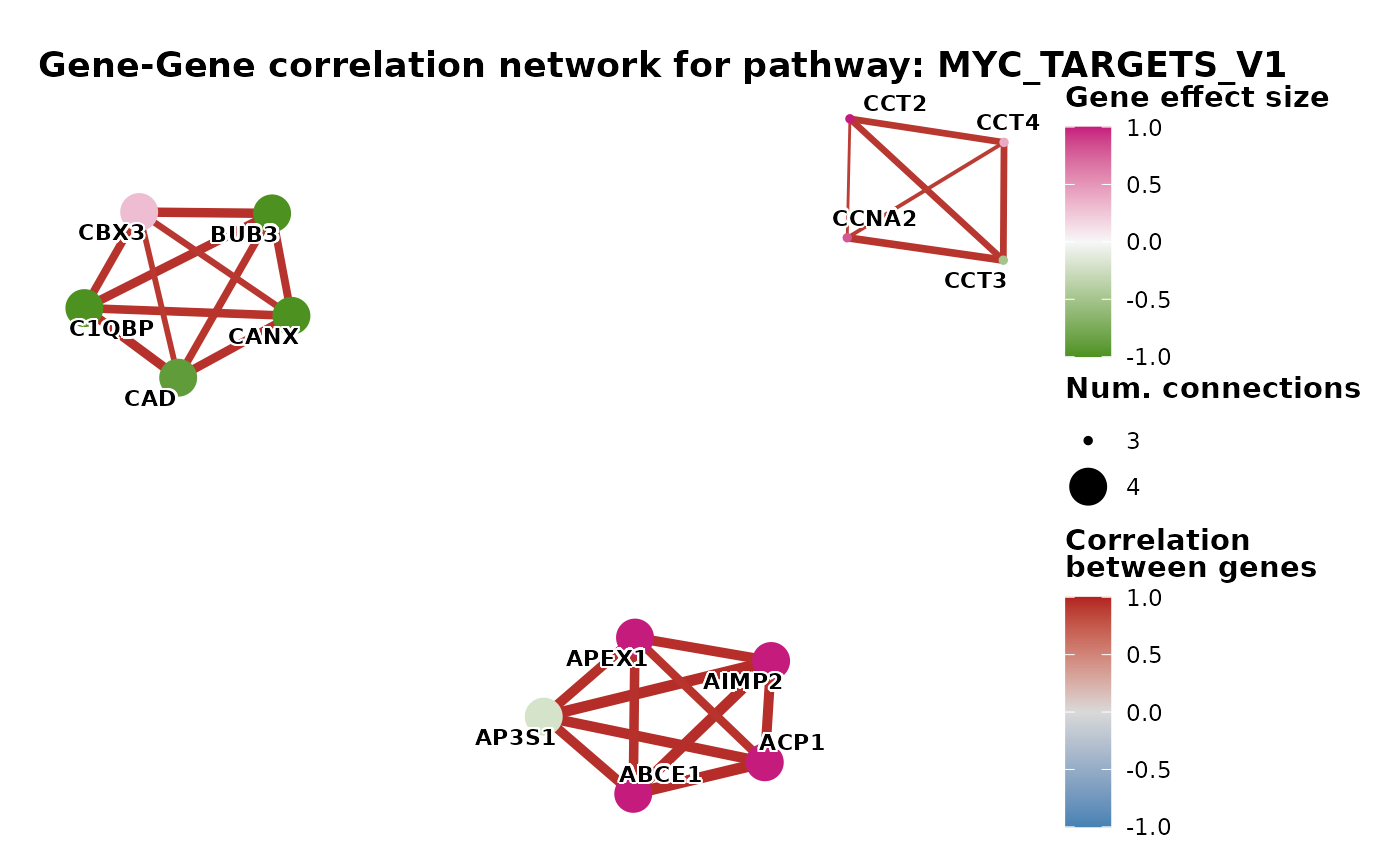 Gene-Gene correlation network for pathway: MYC_TARGETS_V1
CCT2
CCT4
CCNA2
CCT3
CBX3
BUB3
C1QBP
CANX
CAD
APEX1
AIMP2
AP3S1
ACP1
ABCE1
Gene effect size
1.0
0.5
0.0
-0.5
-1.0
Num. connections
3
4
Correlation
between genes
1.0
0.5
0.0
-0.5
-1.0